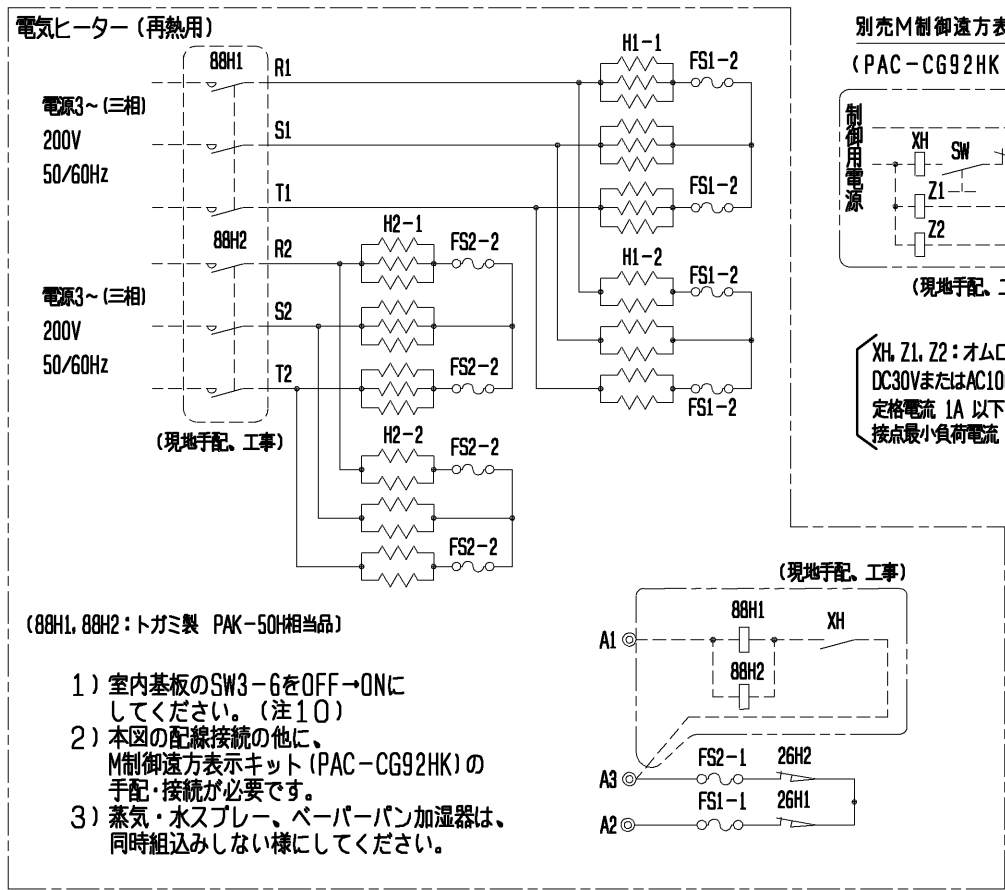 電気ヒーター(再熱用)
88H1
R1
電源3~(三相)
200V
50/60Hz
S1
T1
88H2
R2
電源3~(三相)
200V
50/60Hz
S2
T2
(現地手配、工事)
H1-1
FS1-2
FS1-2
H2-1
FS2-2
FS2-2
H1-2
FS1-2
FS1-2
H2-2
FS2-2
FS2-2
別売M制御遠方表
(PAC-CG92HK
制御用電源
XH
SW
Z1
Z2
(現地手配、工
XH, Z1, Z2:オムロ
DC30VまたはAC10
定格電流 1A 以下
接点最小負荷電流
(88H1, 88H2:トガミ製 PAK-50H相当品)
1)室内基板のSW3-6をOFF→ONに
してください。(注10)
2)本図の配線接続の他に、
M制御遠方表示キット(PAC-CG92HK)の
手配・接続が必要です。
3)蒸気・水スプレー、ペーパーパン加湿器は、
同時組込みしない様にしてください。
(現地手配、工事)
A1
88H1
XH
88H2
A3
FS2-1
26H2
A2
FS1-1
26H1